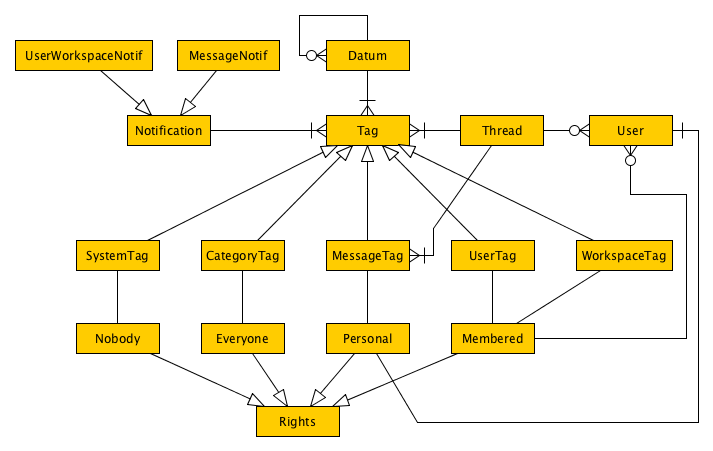 UserWorkspaceNotif
MessageNotif
Datum
Notification
Tag
Thread
User
SystemTag
CategoryTag
MessageTag
UserTag
WorkspaceTag
Nobody
Everyone
Personal
Membered
Rights